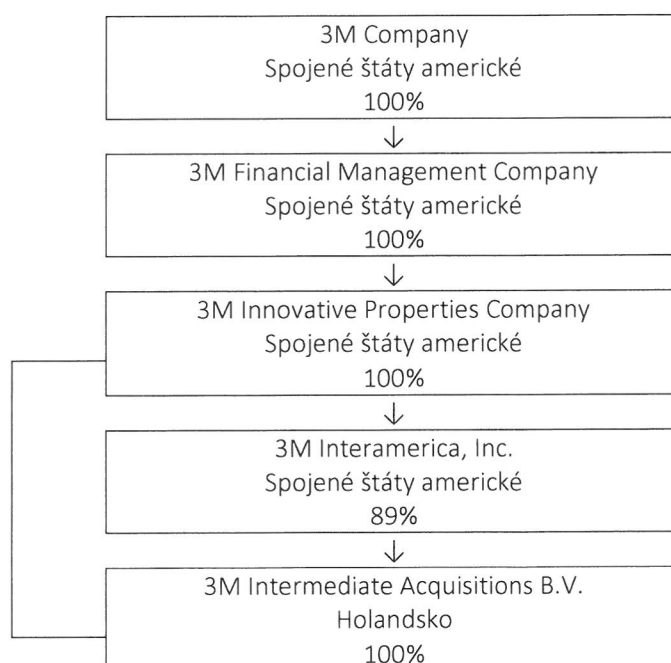 3M Company
Spojené štáty americké
100%
3M Financial Management Company
Spojené štáty americké
100%
3M Innovative Properties Company
Spojené štáty americké
100%
3M Interamerica, Inc.
Spojené štáty americké
89%
3M Intermediate Acquisitions B.V.
Holandsko
100%